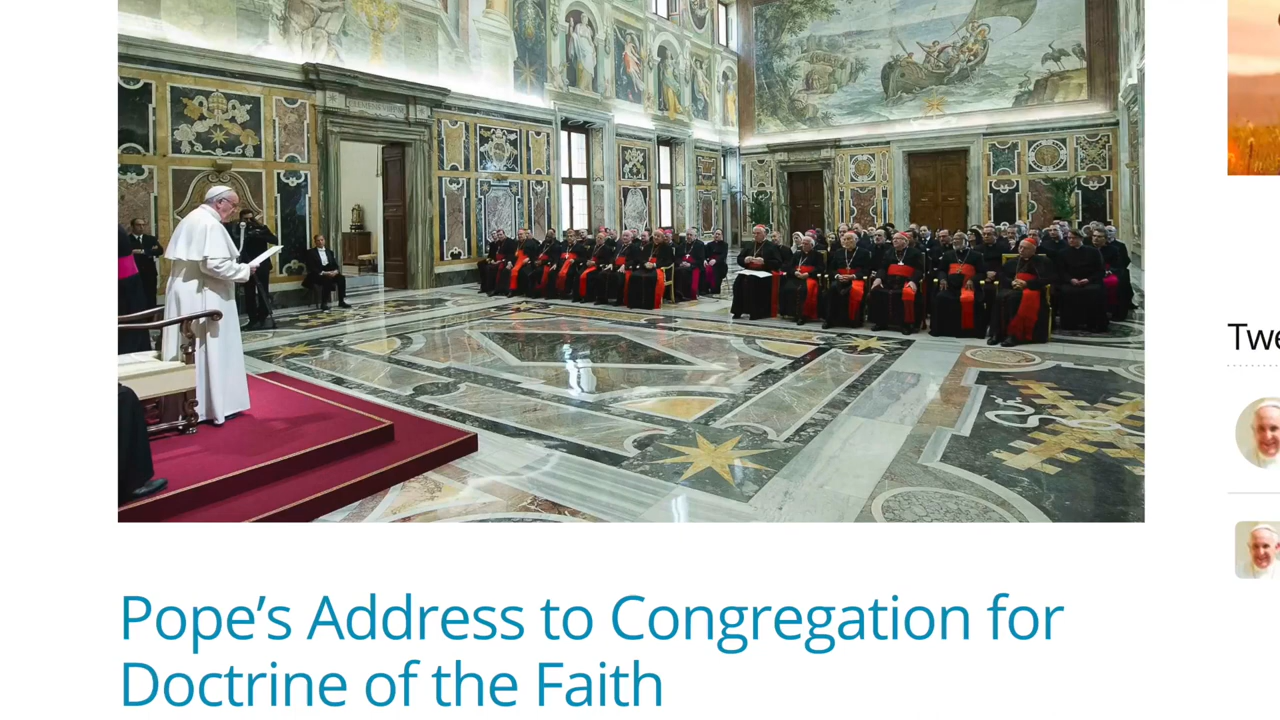 Twe
Pope's Address to Congregation for
Doctrine of the Faith